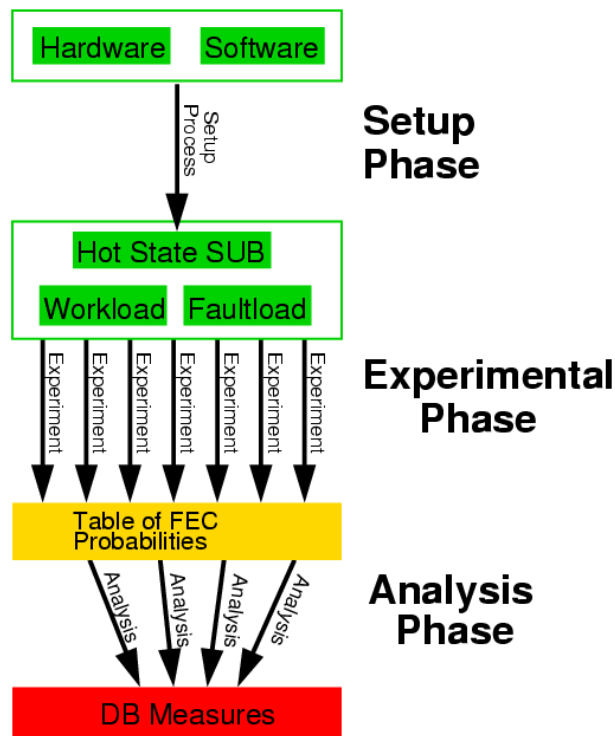 Hardware
Software
Setup
Process
Setup
Phase
Hot State SUB
Workload
Faultload
Experiment
Experiment
Experiment
Experiment
Experiment
Experiment
Experiment
Experimental
Phase
Table of FEC
Probabilities
Analysis
Analysis
Analysis
Analysis
Analysis
Phase
DB Measures